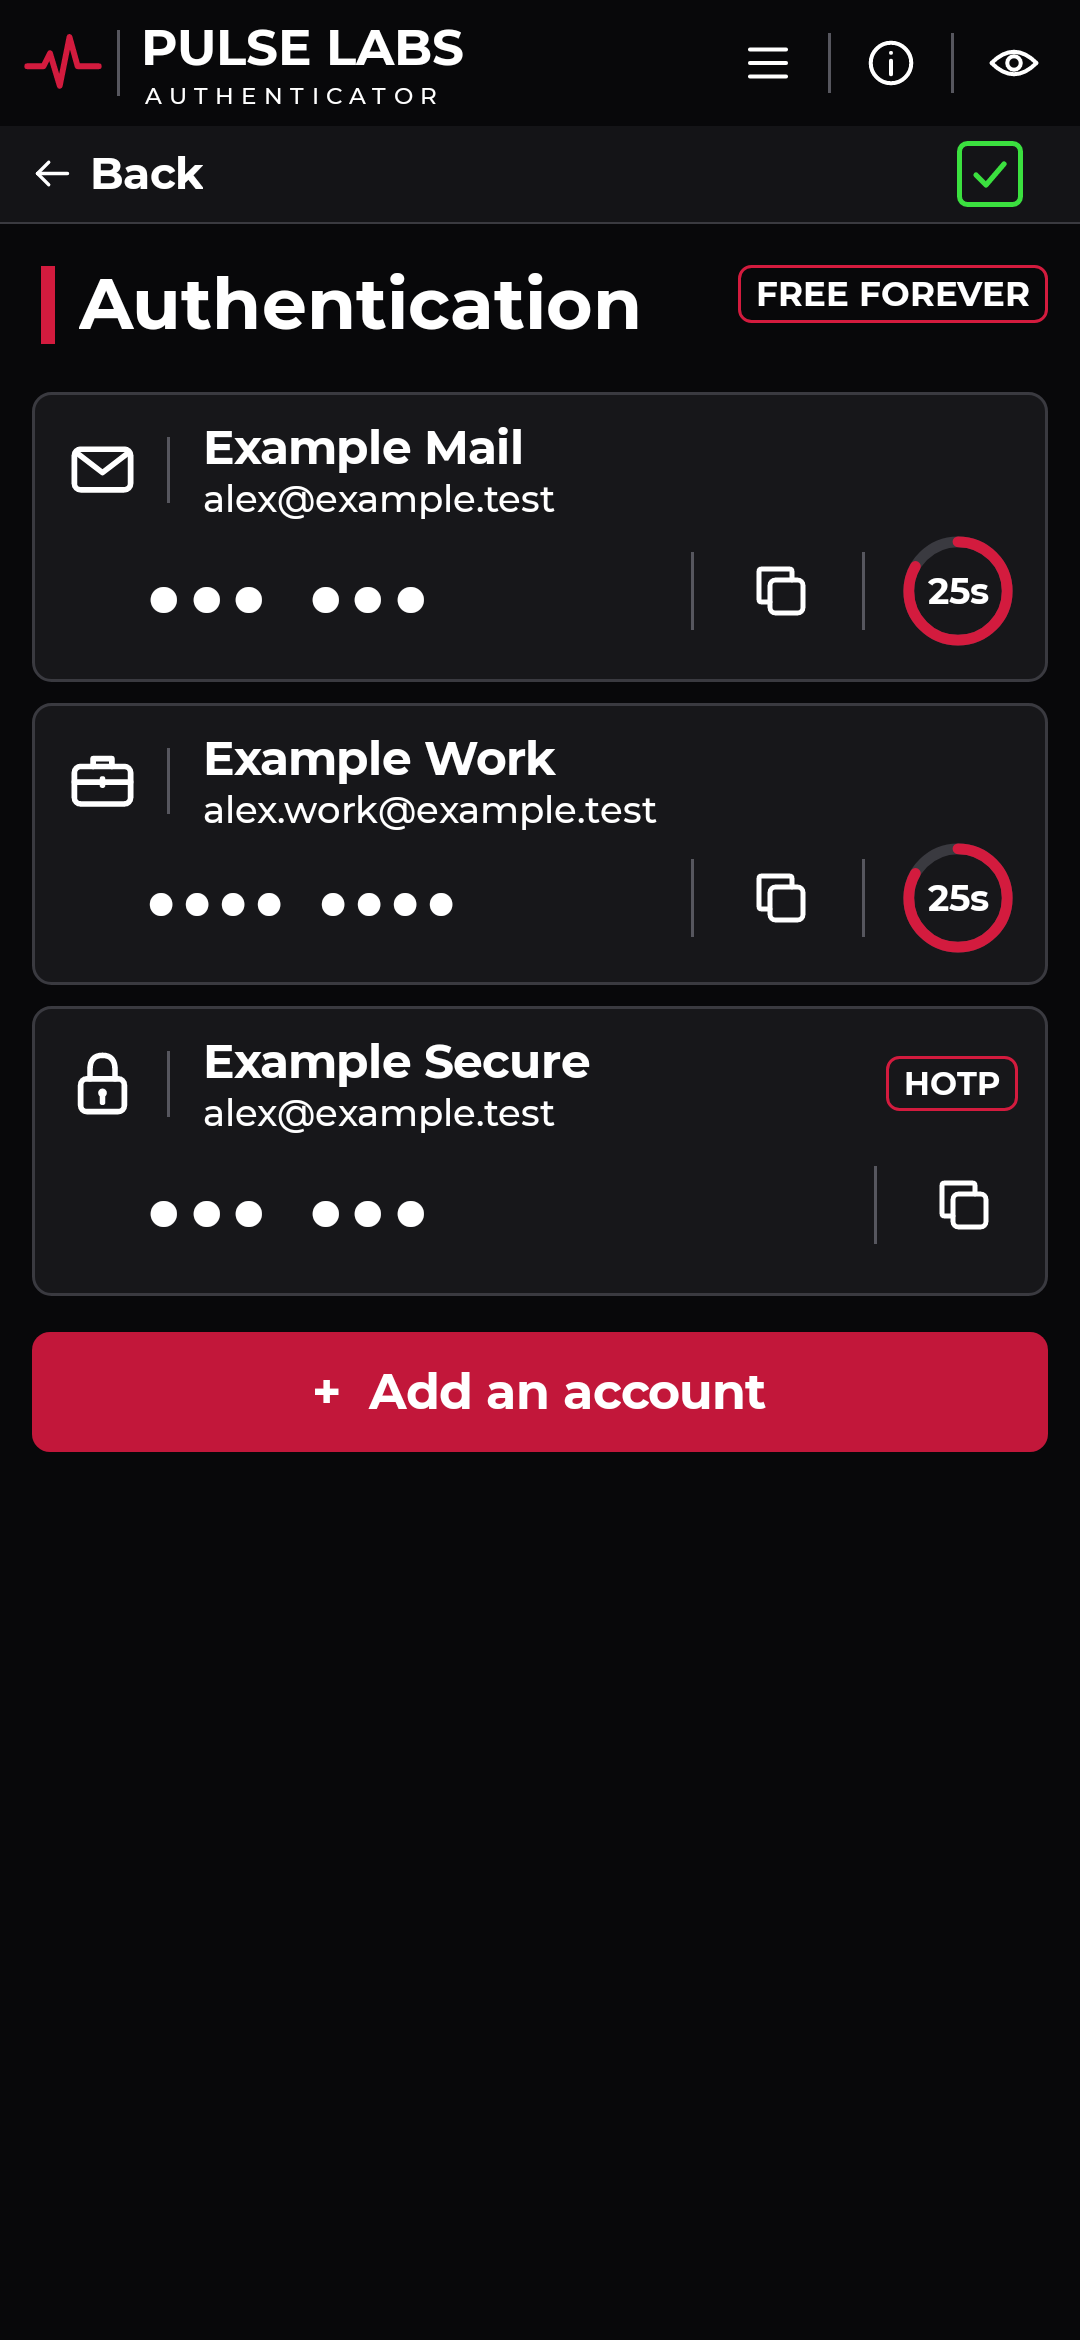 PULSE LABS
AUTHENTICATOR
Back
Authentication
FREE FOREVER
Example Mail
alex@example.test
●●● ●●●
25s
Example Work
alex.work@example.test
●●●● ●●●●
25s
Example Secure
alex@example.test
HOTP
●●● ●●●
+ Add an account